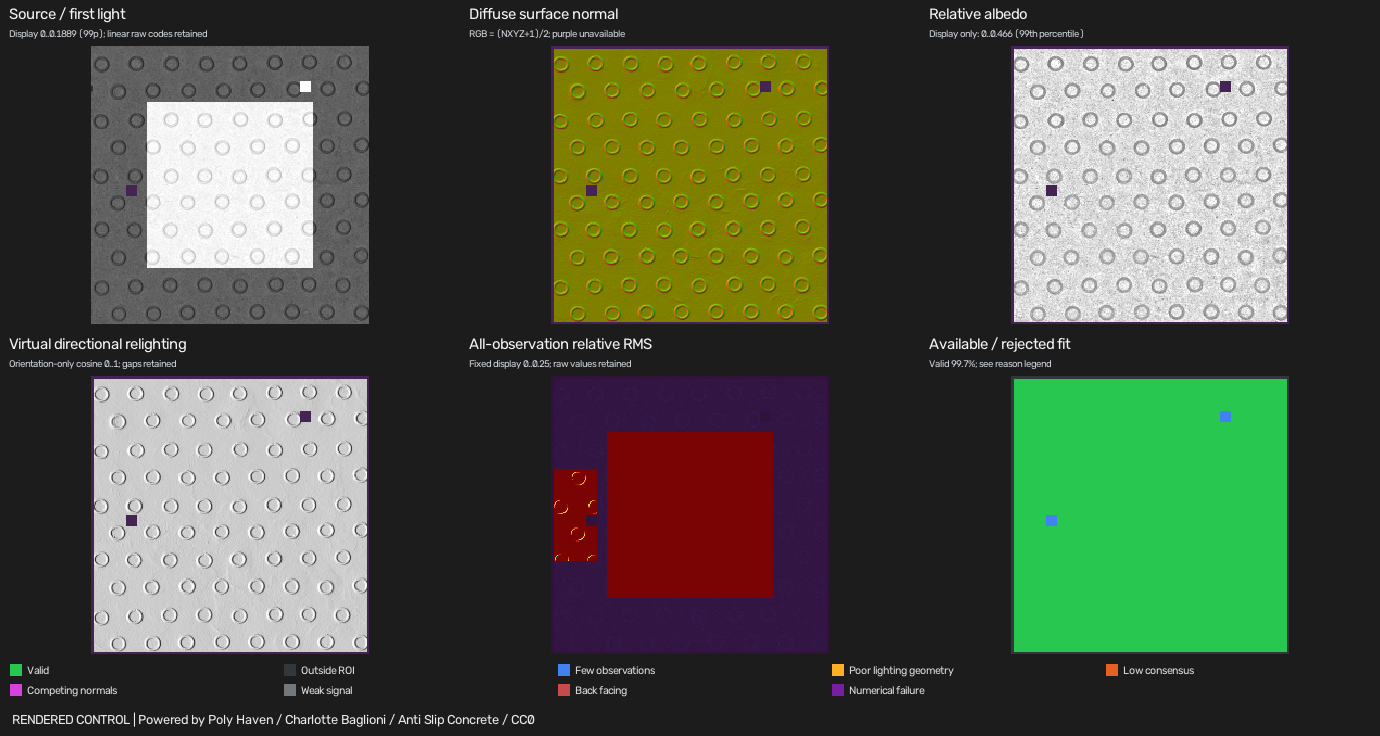 Source / first light
Display 0..0.1889 (99p); linear raw codes retained
Diffuse surface normal
RGB = (NXYZ+1)/2; purple unavailable
Relative albedo
Display only: 0..0.466 (99th percentile)
Virtual directional relighting
Orientation-only cosine 0..1; gaps retained
All-observation relative RMS
Fixed display 0..0.25; raw values retained
Available / rejected fit
Valid 99.7%; see reason legend
Valid
Outside ROI
Few observations
Poor lighting geometry
Low consensus
Competing normals
Weak signal
Back facing
Numerical failure
RENDERED CONTROL | Powered by Poly Haven / Charlotte Baglioni / Anti Slip Concrete / CC0